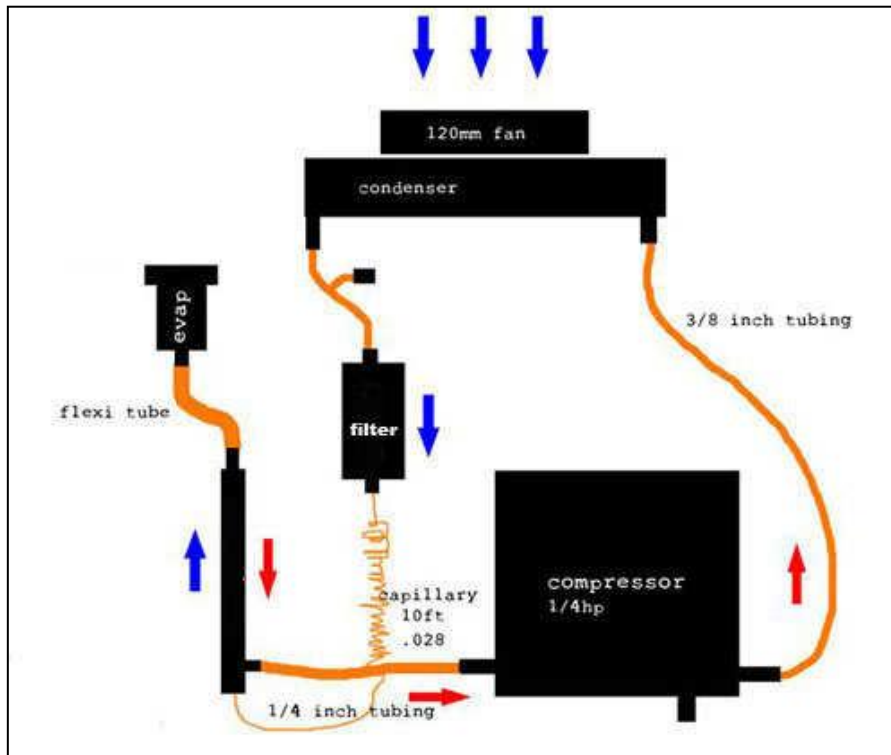 120mm fan
condenser
evap
3/8 inch tubing
flexi tube
filter
compressor
1/4hp
capillary
10ft
.028
1/4 inch tubing